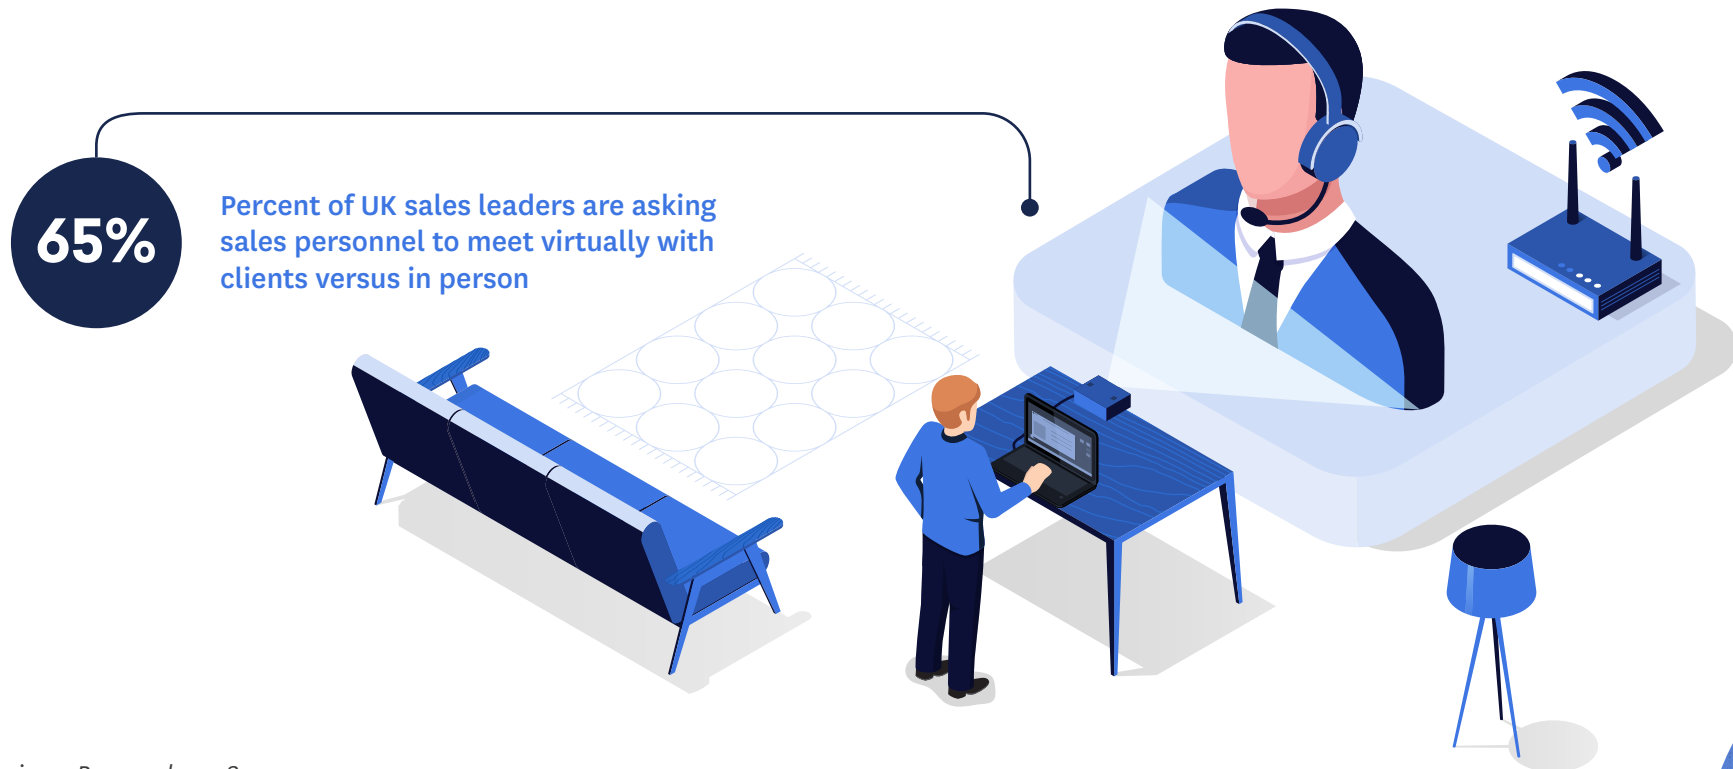 65%
Percent of UK sales leaders are asking
sales personnel to meet virtually with
clients versus in person